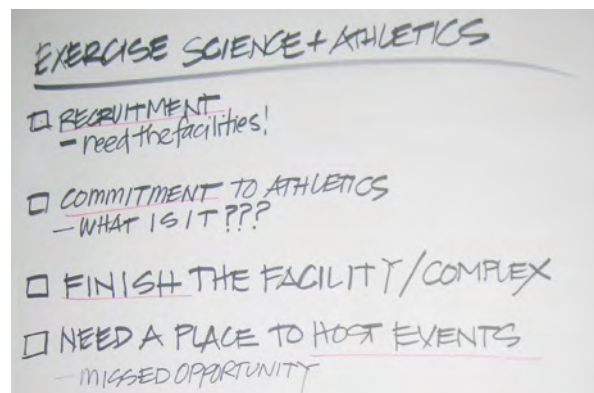 EXERCISE SCIENCE + ATHLETICS
RECRUITMENT
- need the facilities!
COMMITMENT TO ATHLETICS
- WHAT IS IT???
FINISH THE FACILITY/COMPLEX
NEED A PLACE TO HOST EVENTS
- MISSED OPPORTUNITY